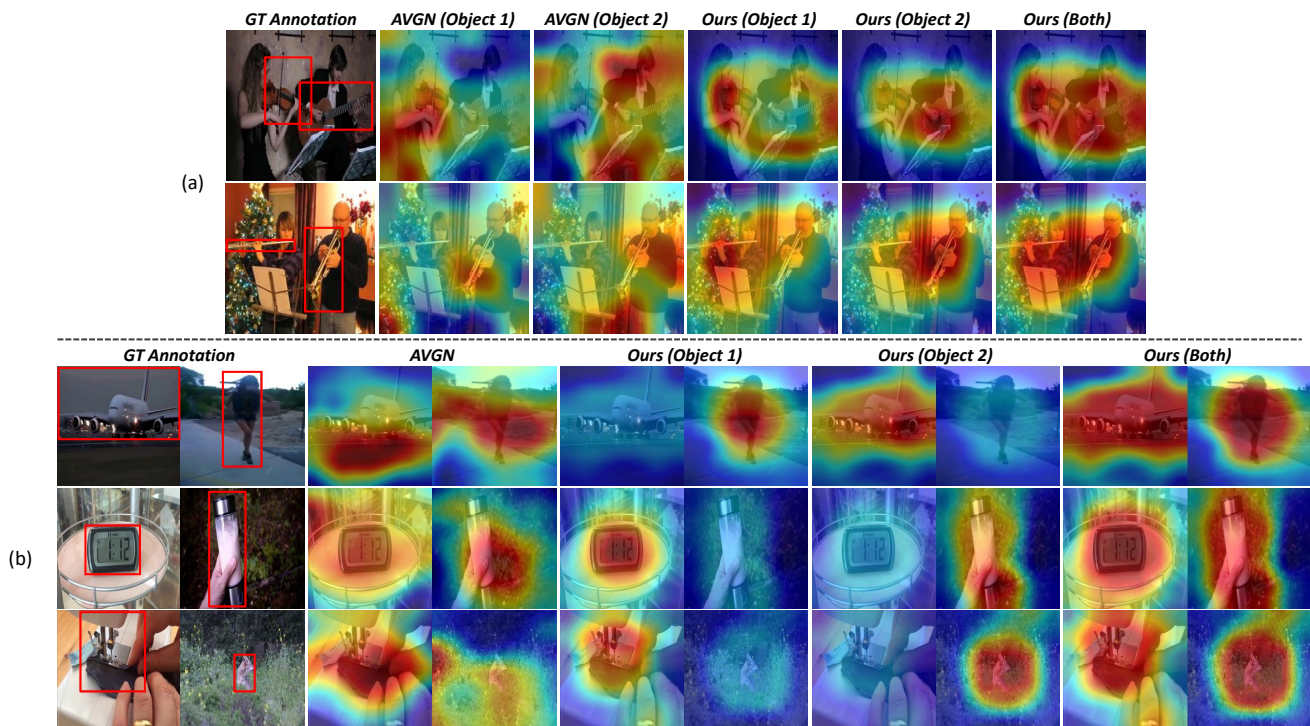 GT Annotation AVGN (Object 1) AVGN (Object 2) Ours (Object 1) Ours (Object 2) Ours (Both)
(a)
GT Annotation AVGN Ours (Object 1) Ours (Object 2) Ours (Both)
(b)